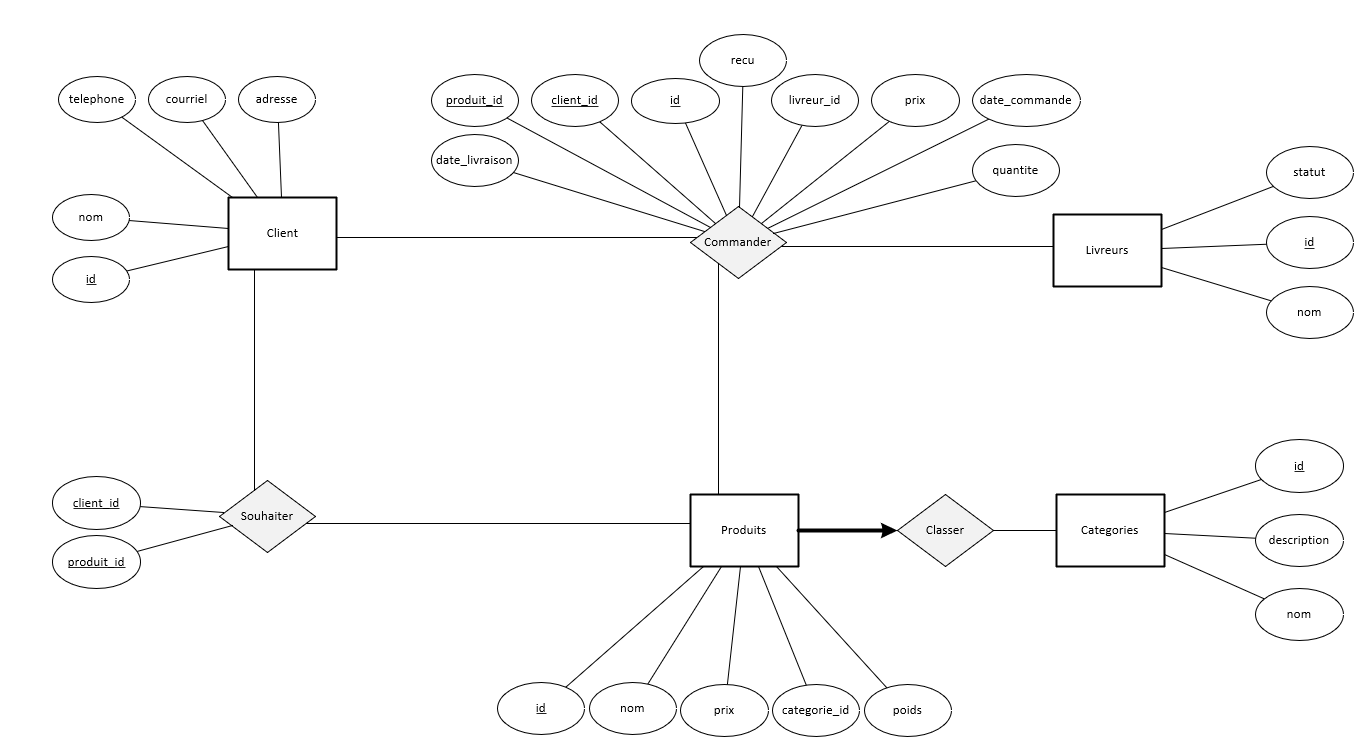 recu
telephone
courriel
adresse
produit_id
client_id
id
livreur_id
prix
date_commande
date_livraison
quantite
statut
nom
Client
Commander
Livreurs
id
id
nom
id
client_id
Souhaiter
Produits
Classer
Categories
description
produit_id
nom
id
nom
prix
categorie_id
poids